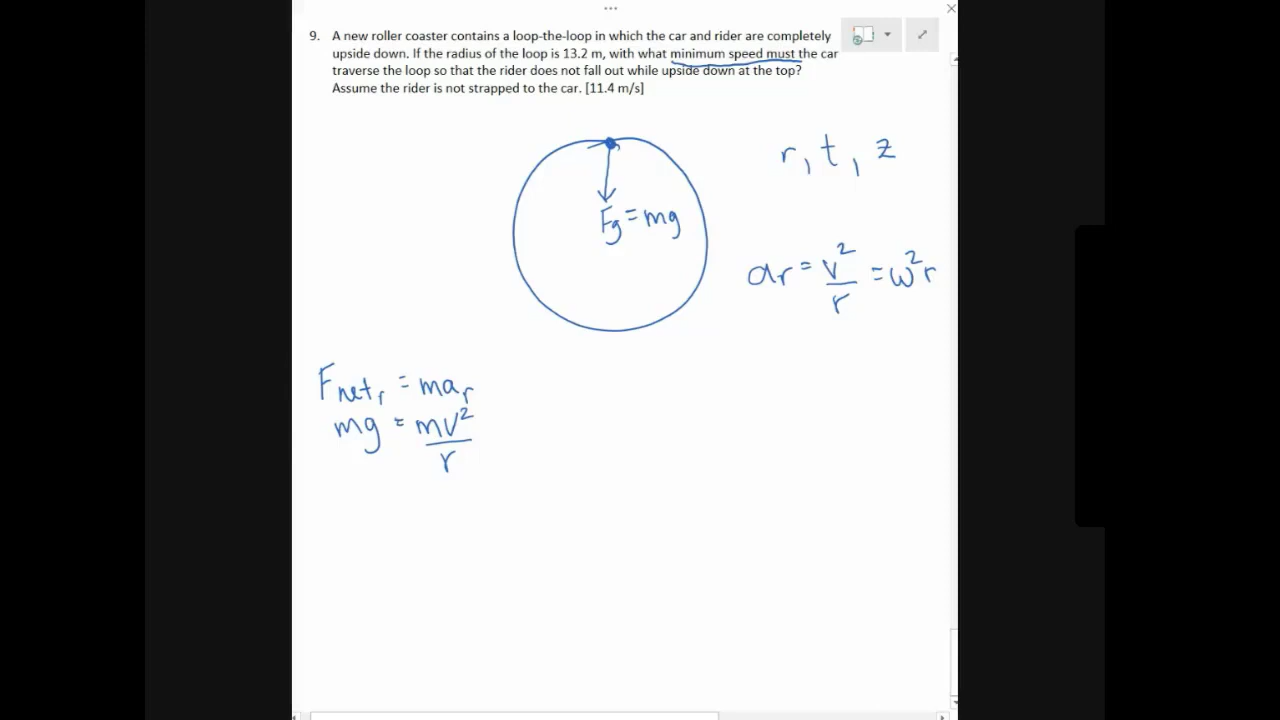 9. A new roller coaster contains a loop-the-loop in which the car and rider are completely
upside down. If the radius of the loop is 13.2 m, with what minimum speed must the car
traverse the loop so that the rider does not fall out while upside down at the top?
Assume the rider is not strapped to the car. [11.4 m/s]
r, t, z
Fg = mg
ar = v²/r = ω²r
Fnet r = mar
mg = mv²/r